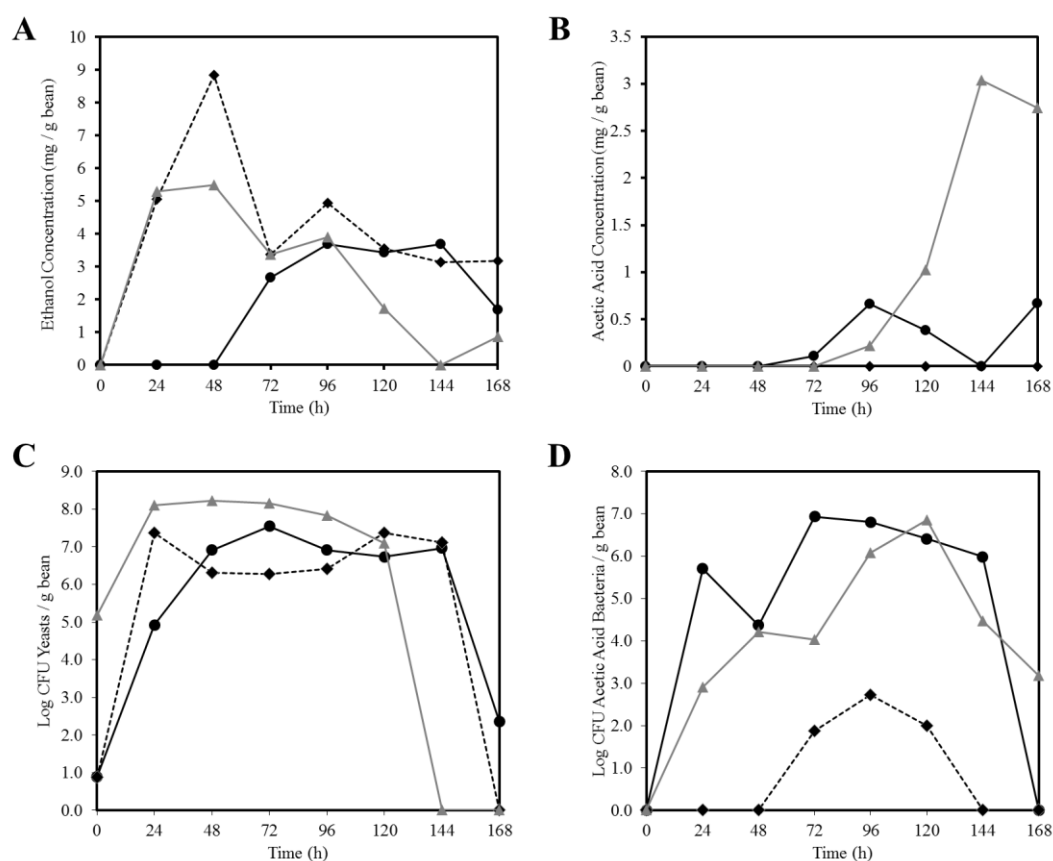 A
Ethanol Concentration (mg / g bean)
10
9
8
7
6
5
4
3
2
1
0
0 24 48 72 96 120 144 168
Time (h)
B
Acetic Acid Concentration (mg / g bean)
3.5
3
2.5
2
1.5
1
0.5
0
0 24 48 72 96 120 144 168
Time (h)
C
Log CFU Yeasts / g bean
9.0
8.0
7.0
6.0
5.0
4.0
3.0
2.0
1.0
0.0
0 24 48 72 96 120 144 168
Time (h)
D
Log CFU Acetic Acid Bacteria / g bean
8.0
7.0
6.0
5.0
4.0
3.0
2.0
1.0
0.0
0 24 48 72 96 120 144 168
Time (h)